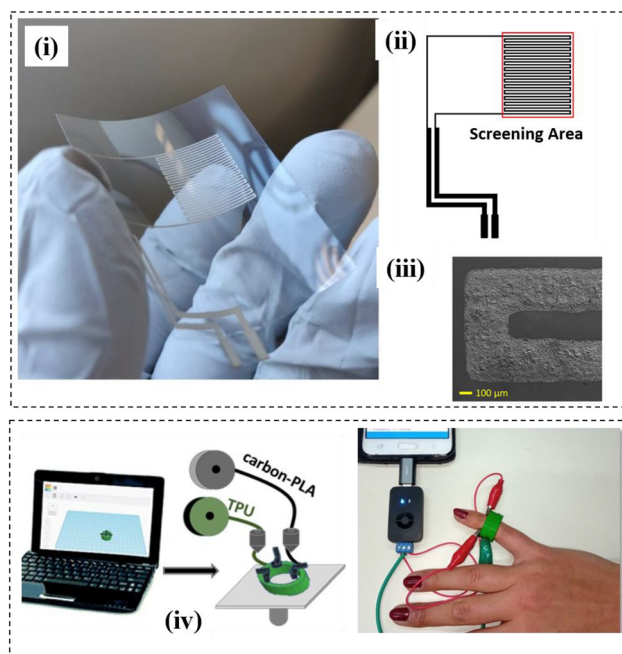 (i)
(ii)
Screening Area
(iii)
100 µm
carbon-PLA
TPU
(iv)